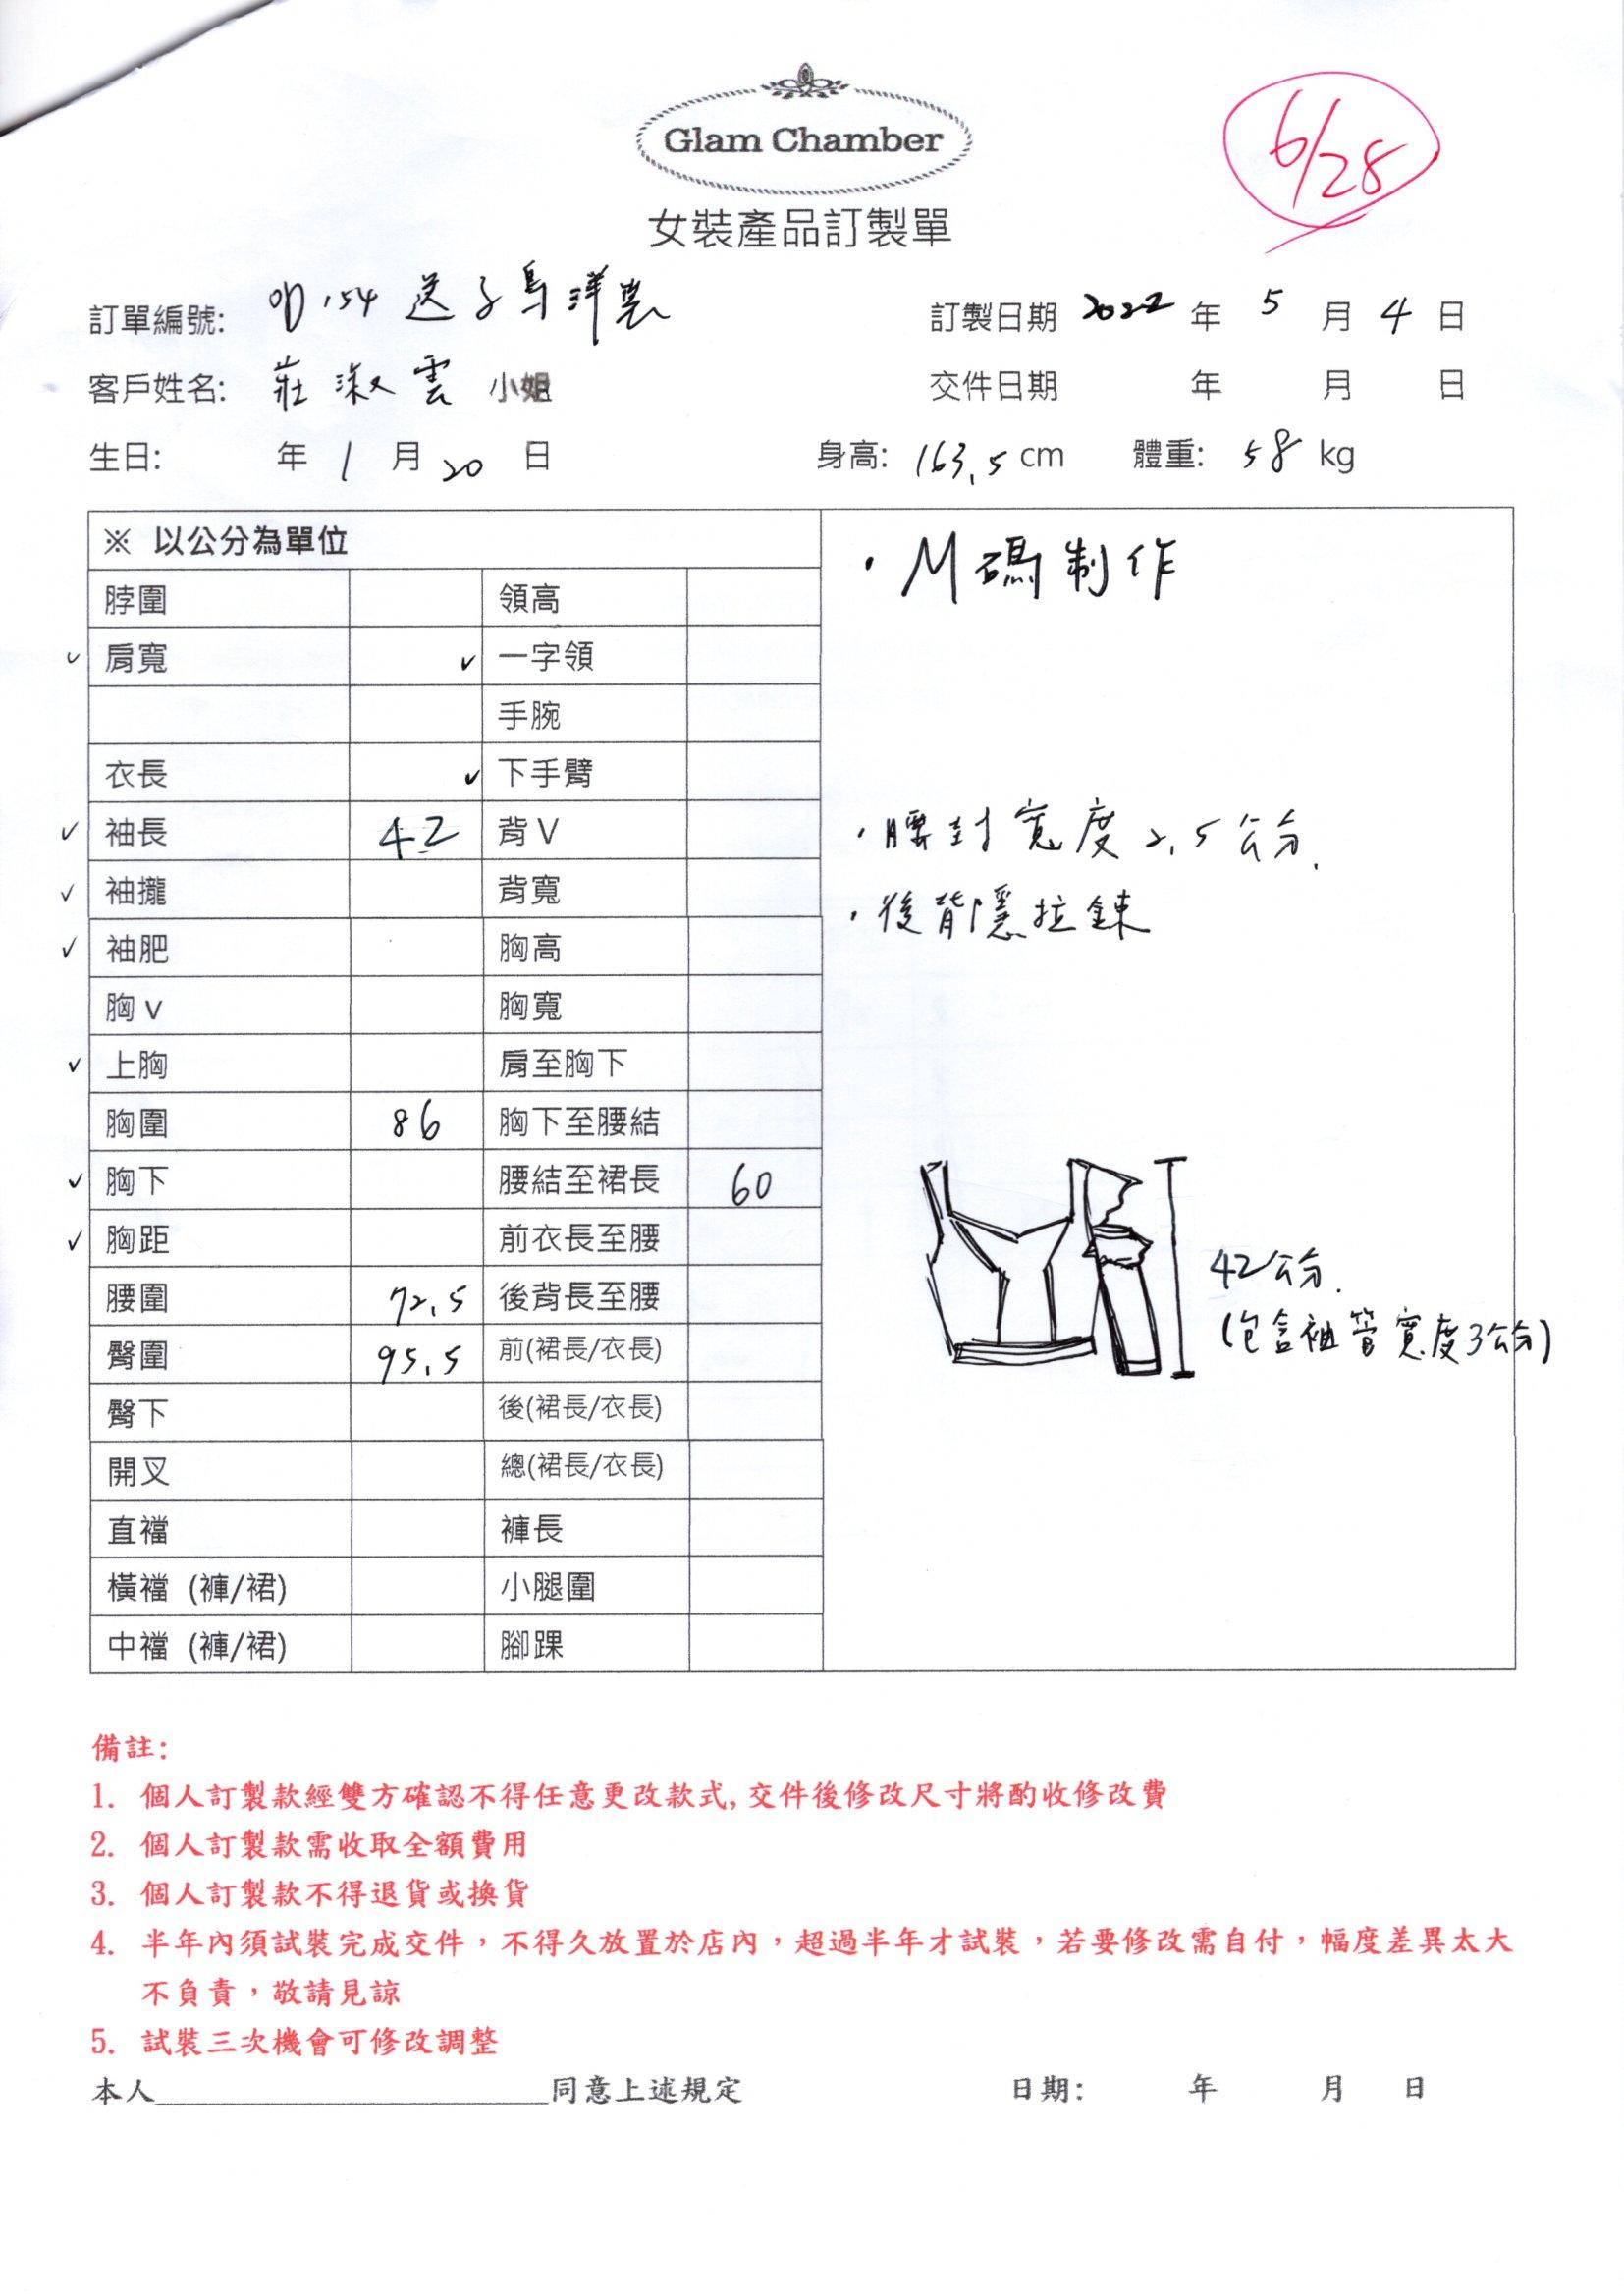 Glam Chamber
6/28
女裝產品訂製單
訂單編號: 154 送子鳥洋裝
訂製日期 2022 年 5 月 4 日
客戶姓名: 莊淑雲 小姐
交件日期 年 月 日
生日: 年 1 月 20 日
身高: 163.5 cm 體重: 58 kg
※ 以公分為單位
脖圍 領高
✓ 肩寬 ✓ 一字領
手腕
衣長 ✓ 下手臂
✓ 袖長 42 背 V
✓ 袖攏 背寬
✓ 袖肥 胸高
胸 v 胸寬
✓ 上胸 肩至胸下
胸圍 86 胸下至腰結
✓ 胸下 腰結至裙長 60
✓ 胸距 前衣長至腰
腰圍 72.5 後背長至腰
臀圍 95.5 前(裙長/衣長)
臀下 後(裙長/衣長)
開叉 總(裙長/衣長)
直襠 褲長
橫襠 (褲/裙) 小腿圍
中襠 (褲/裙) 腳踝
・M碼制作
・腰封寬度2.5公分.
・後背隱拉鍊
42公分.
(包含袖管寬度3公分)
備註:
1. 個人訂製款經雙方確認不得任意更改款式,交件後修改尺寸將酌收修改費
2. 個人訂製款需收取全額費用
3. 個人訂製款不得退貨或換貨
4. 半年內須試裝完成交件，不得久放置於店內，超過半年才試裝，若要修改需自付，幅度差異太大
不負責，敬請見諒
5. 試裝三次機會可修改調整
本人____________________同意上述規定 日期: 年 月 日